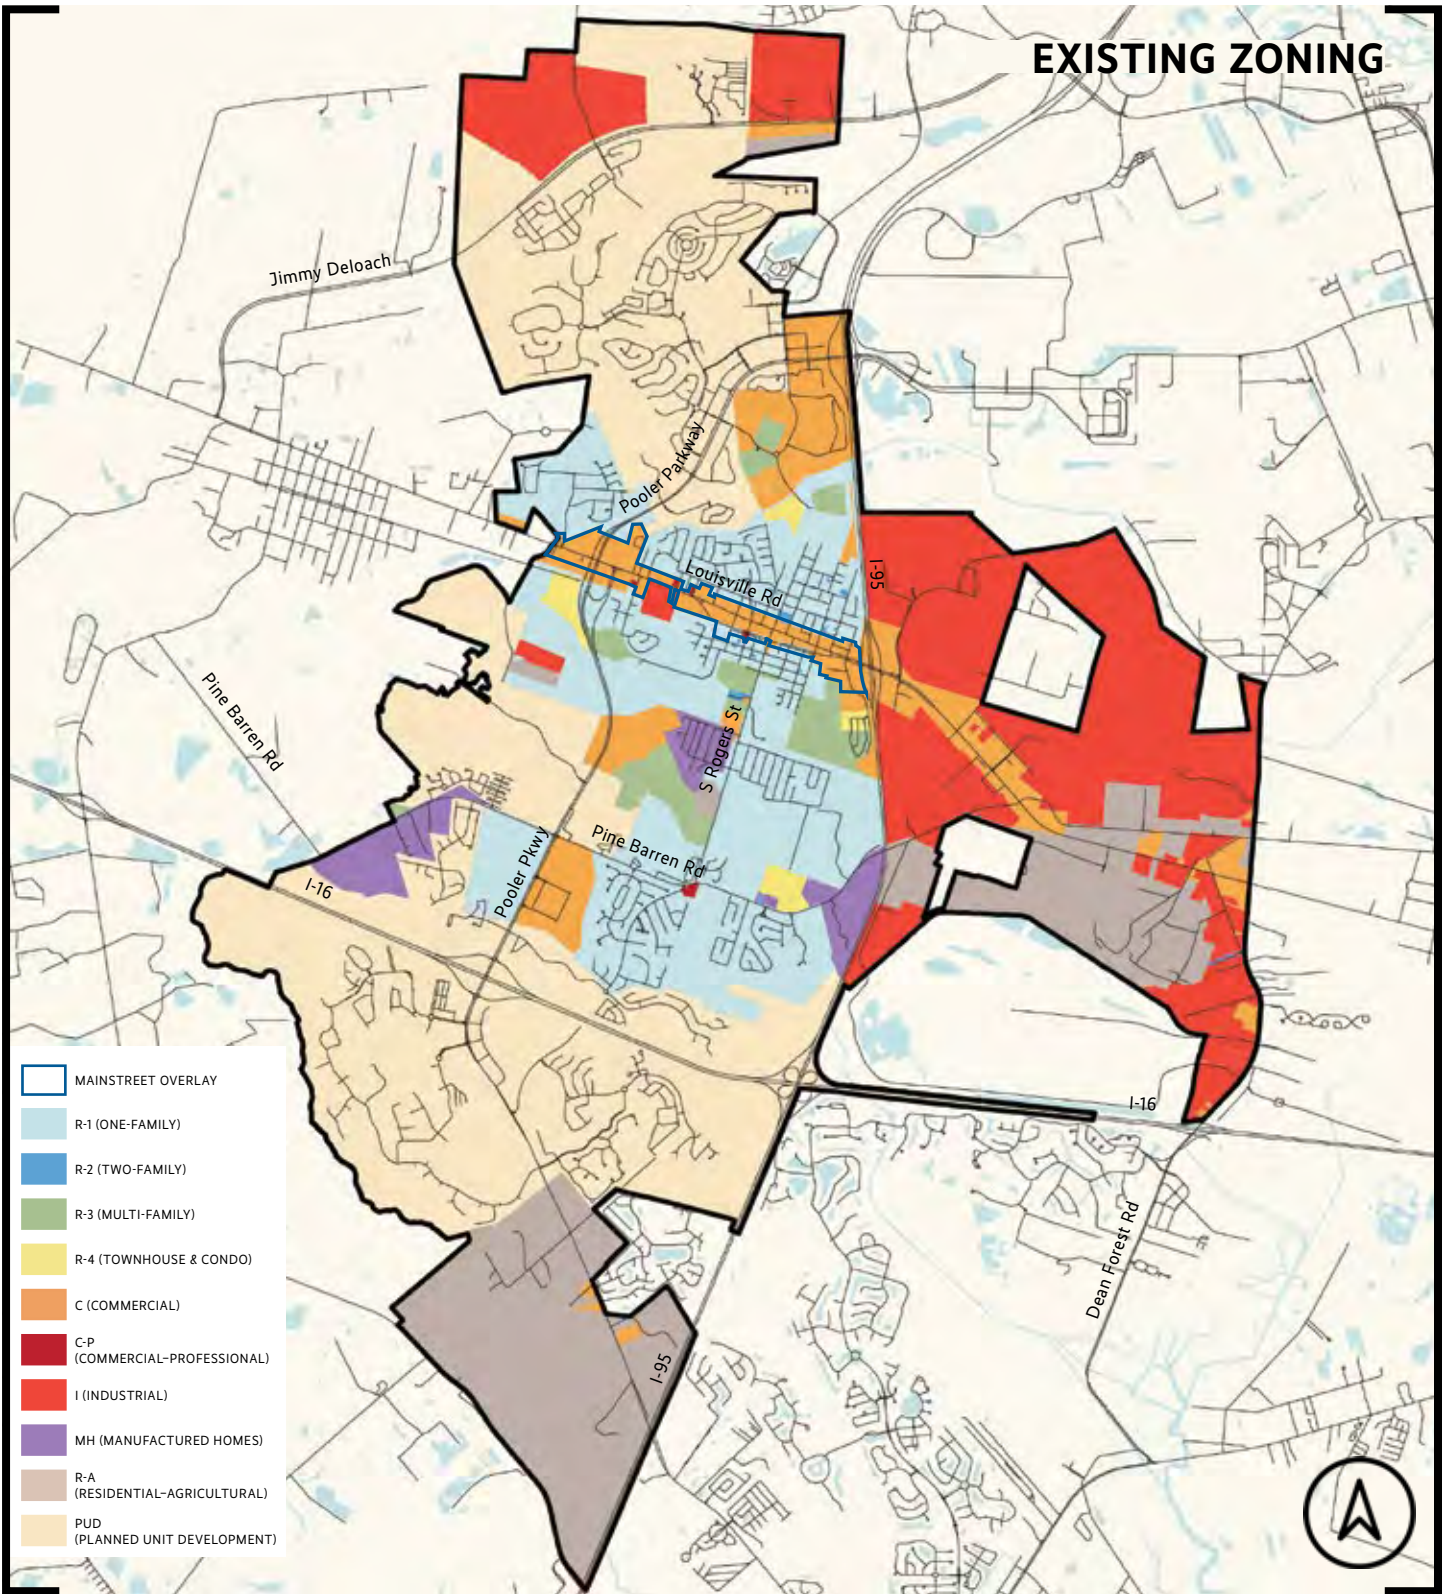 EXISTING ZONING
Jimmy Deloach
Pooler Parkway
Louisville Rd
I-95
Pine Barren Rd
S Rogers St
Pine Barren Rd
Pooler Pkwy
I-16
I-16
Dean Forest Rd
I-95
MAINSTREET OVERLAY
R-1 (ONE-FAMILY)
R-2 (TWO-FAMILY)
R-3 (MULTI-FAMILY)
R-4 (TOWNHOUSE & CONDO)
C (COMMERCIAL)
C-P
(COMMERCIAL–PROFESSIONAL)
I (INDUSTRIAL)
MH (MANUFACTURED HOMES)
R-A
(RESIDENTIAL–AGRICULTURAL)
PUD
(PLANNED UNIT DEVELOPMENT)